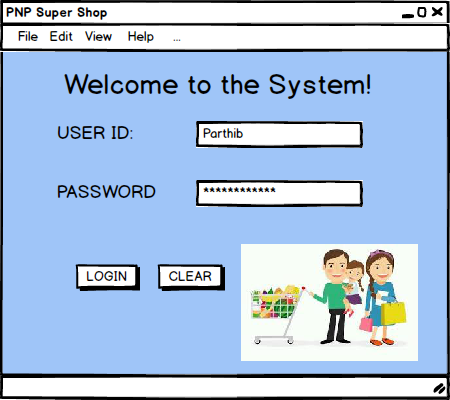 PNP Super Shop
File Edit View Help ...
Welcome to the System!
USER ID: Parthib
PASSWORD ************
LOGIN CLEAR